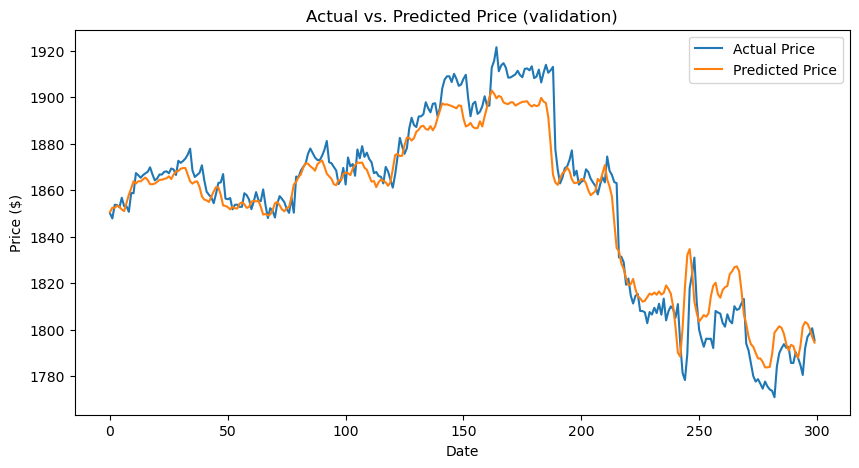 Actual vs. Predicted Price (validation)
Actual Price
Predicted Price
1920
1900
1880
1860
1840
1820
1800
1780
Price ($)
0 50 100 150 200 250 300
Date